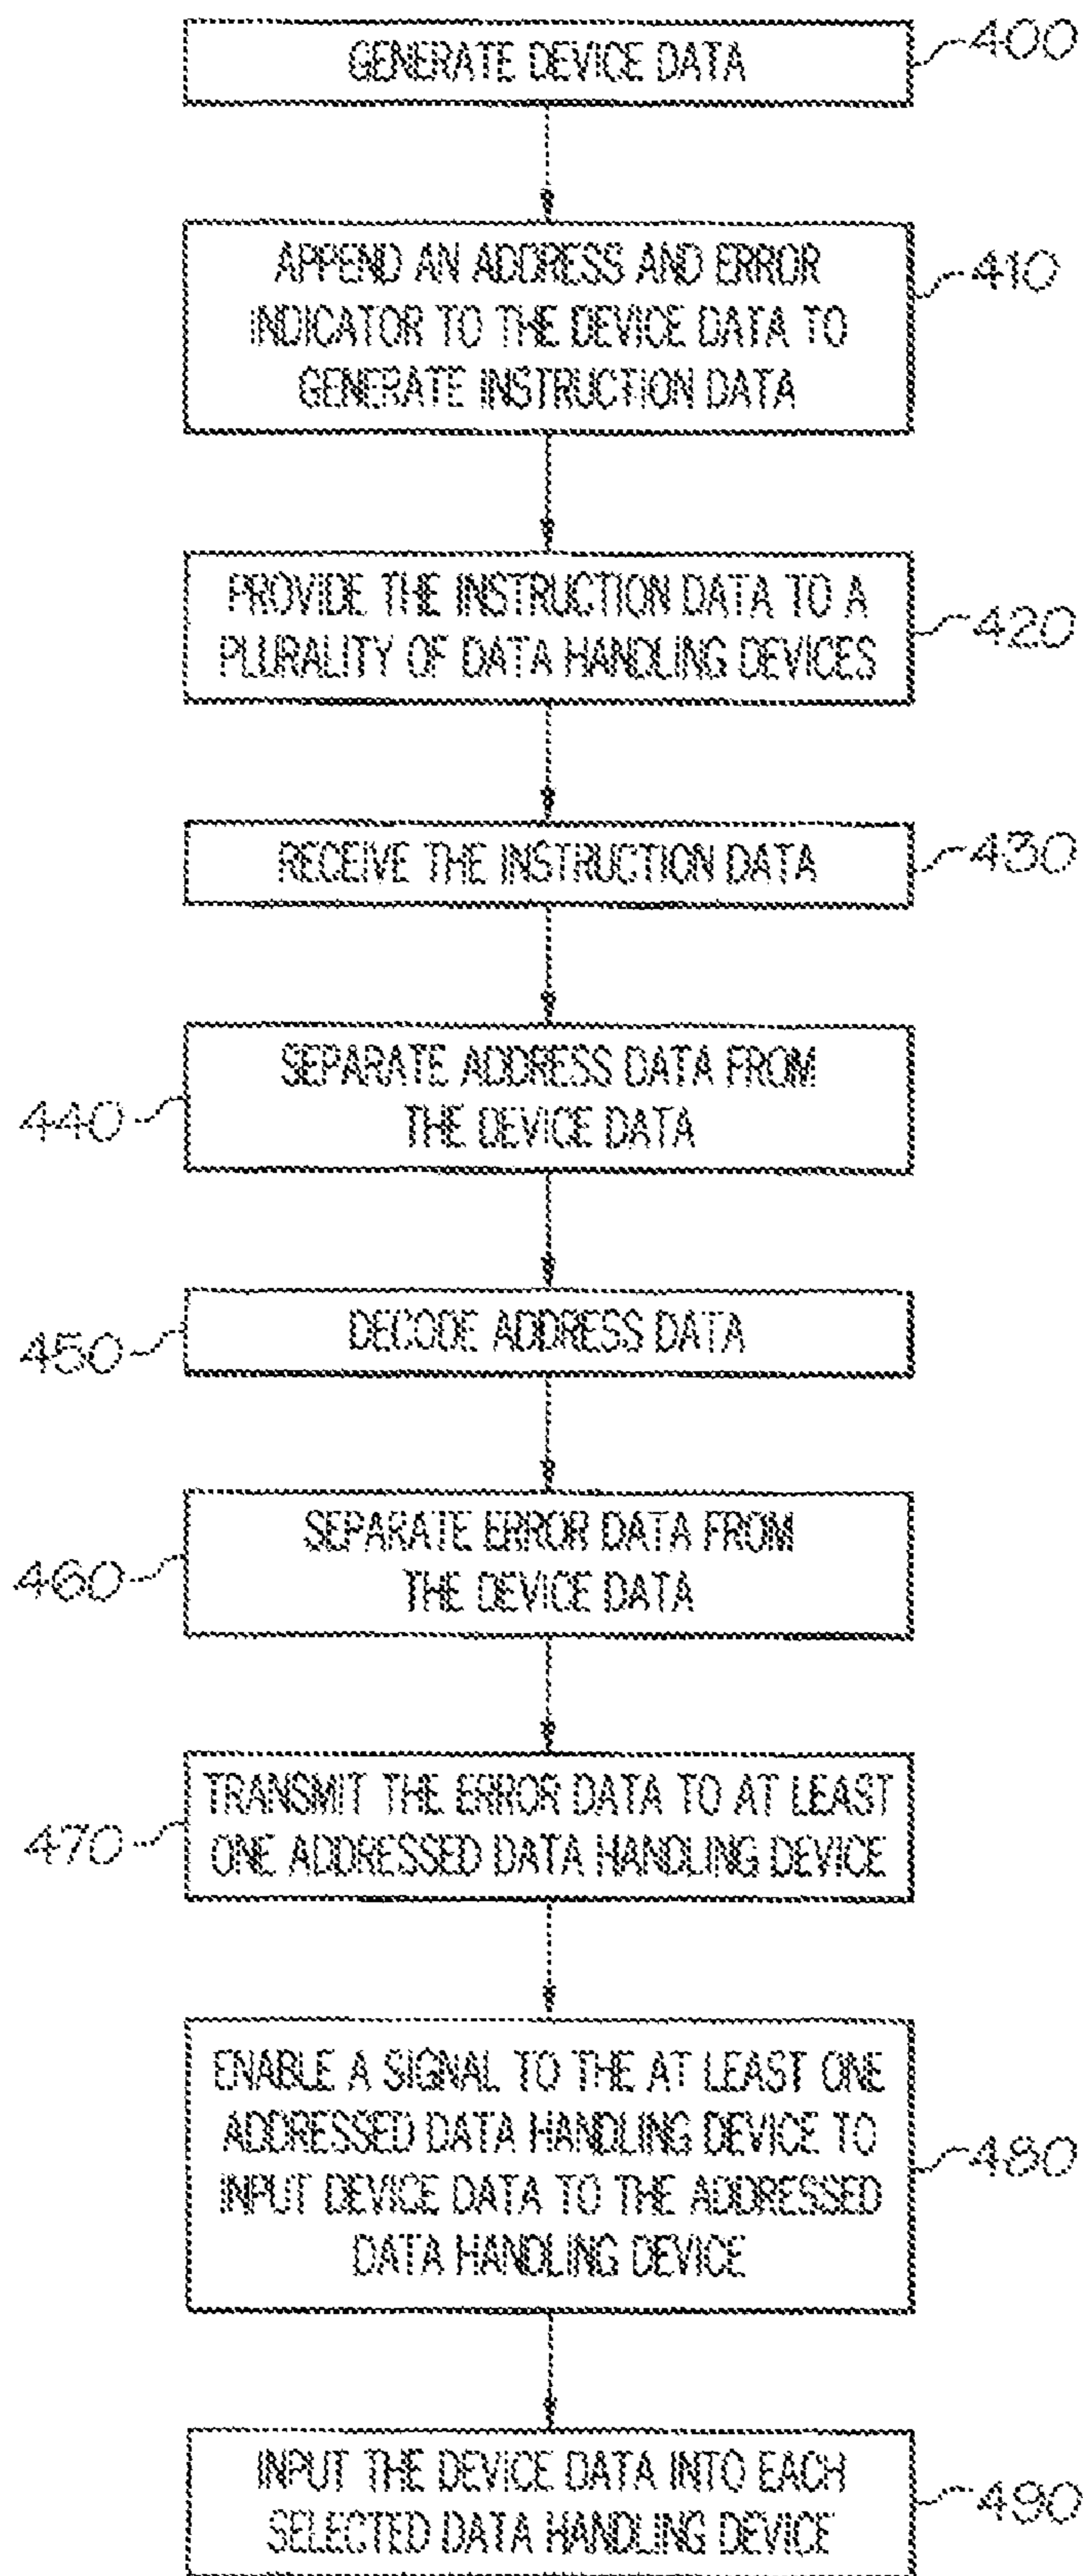 GENERATE DEVICE DATA
400
APPEND AN ADDRESS AND ERROR
INDICATOR TO THE DEVICE DATA TO
GENERATE INSTRUCTION DATA
410
PROVIDE THE INSTRUCTION DATA TO A
PLURALITY OF DATA HANDLING DEVICES
420
RECEIVE THE INSTRUCTION DATA
430
SEPARATE ADDRESS DATA FROM
THE DEVICE DATA
440
DECODE ADDRESS DATA
450
SEPARATE ERROR DATA FROM
THE DEVICE DATA
460
TRANSMIT THE ERROR DATA TO AT LEAST
ONE ADDRESSED DATA HANDLING DEVICE
470
ENABLE A SIGNAL TO THE AT LEAST ONE
ADDRESSED DATA HANDLING DEVICE TO
INPUT DEVICE DATA TO THE ADDRESSED
DATA HANDLING DEVICE
480
INPUT THE DEVICE DATA INTO EACH
SELECTED DATA HANDLING DEVICE
490